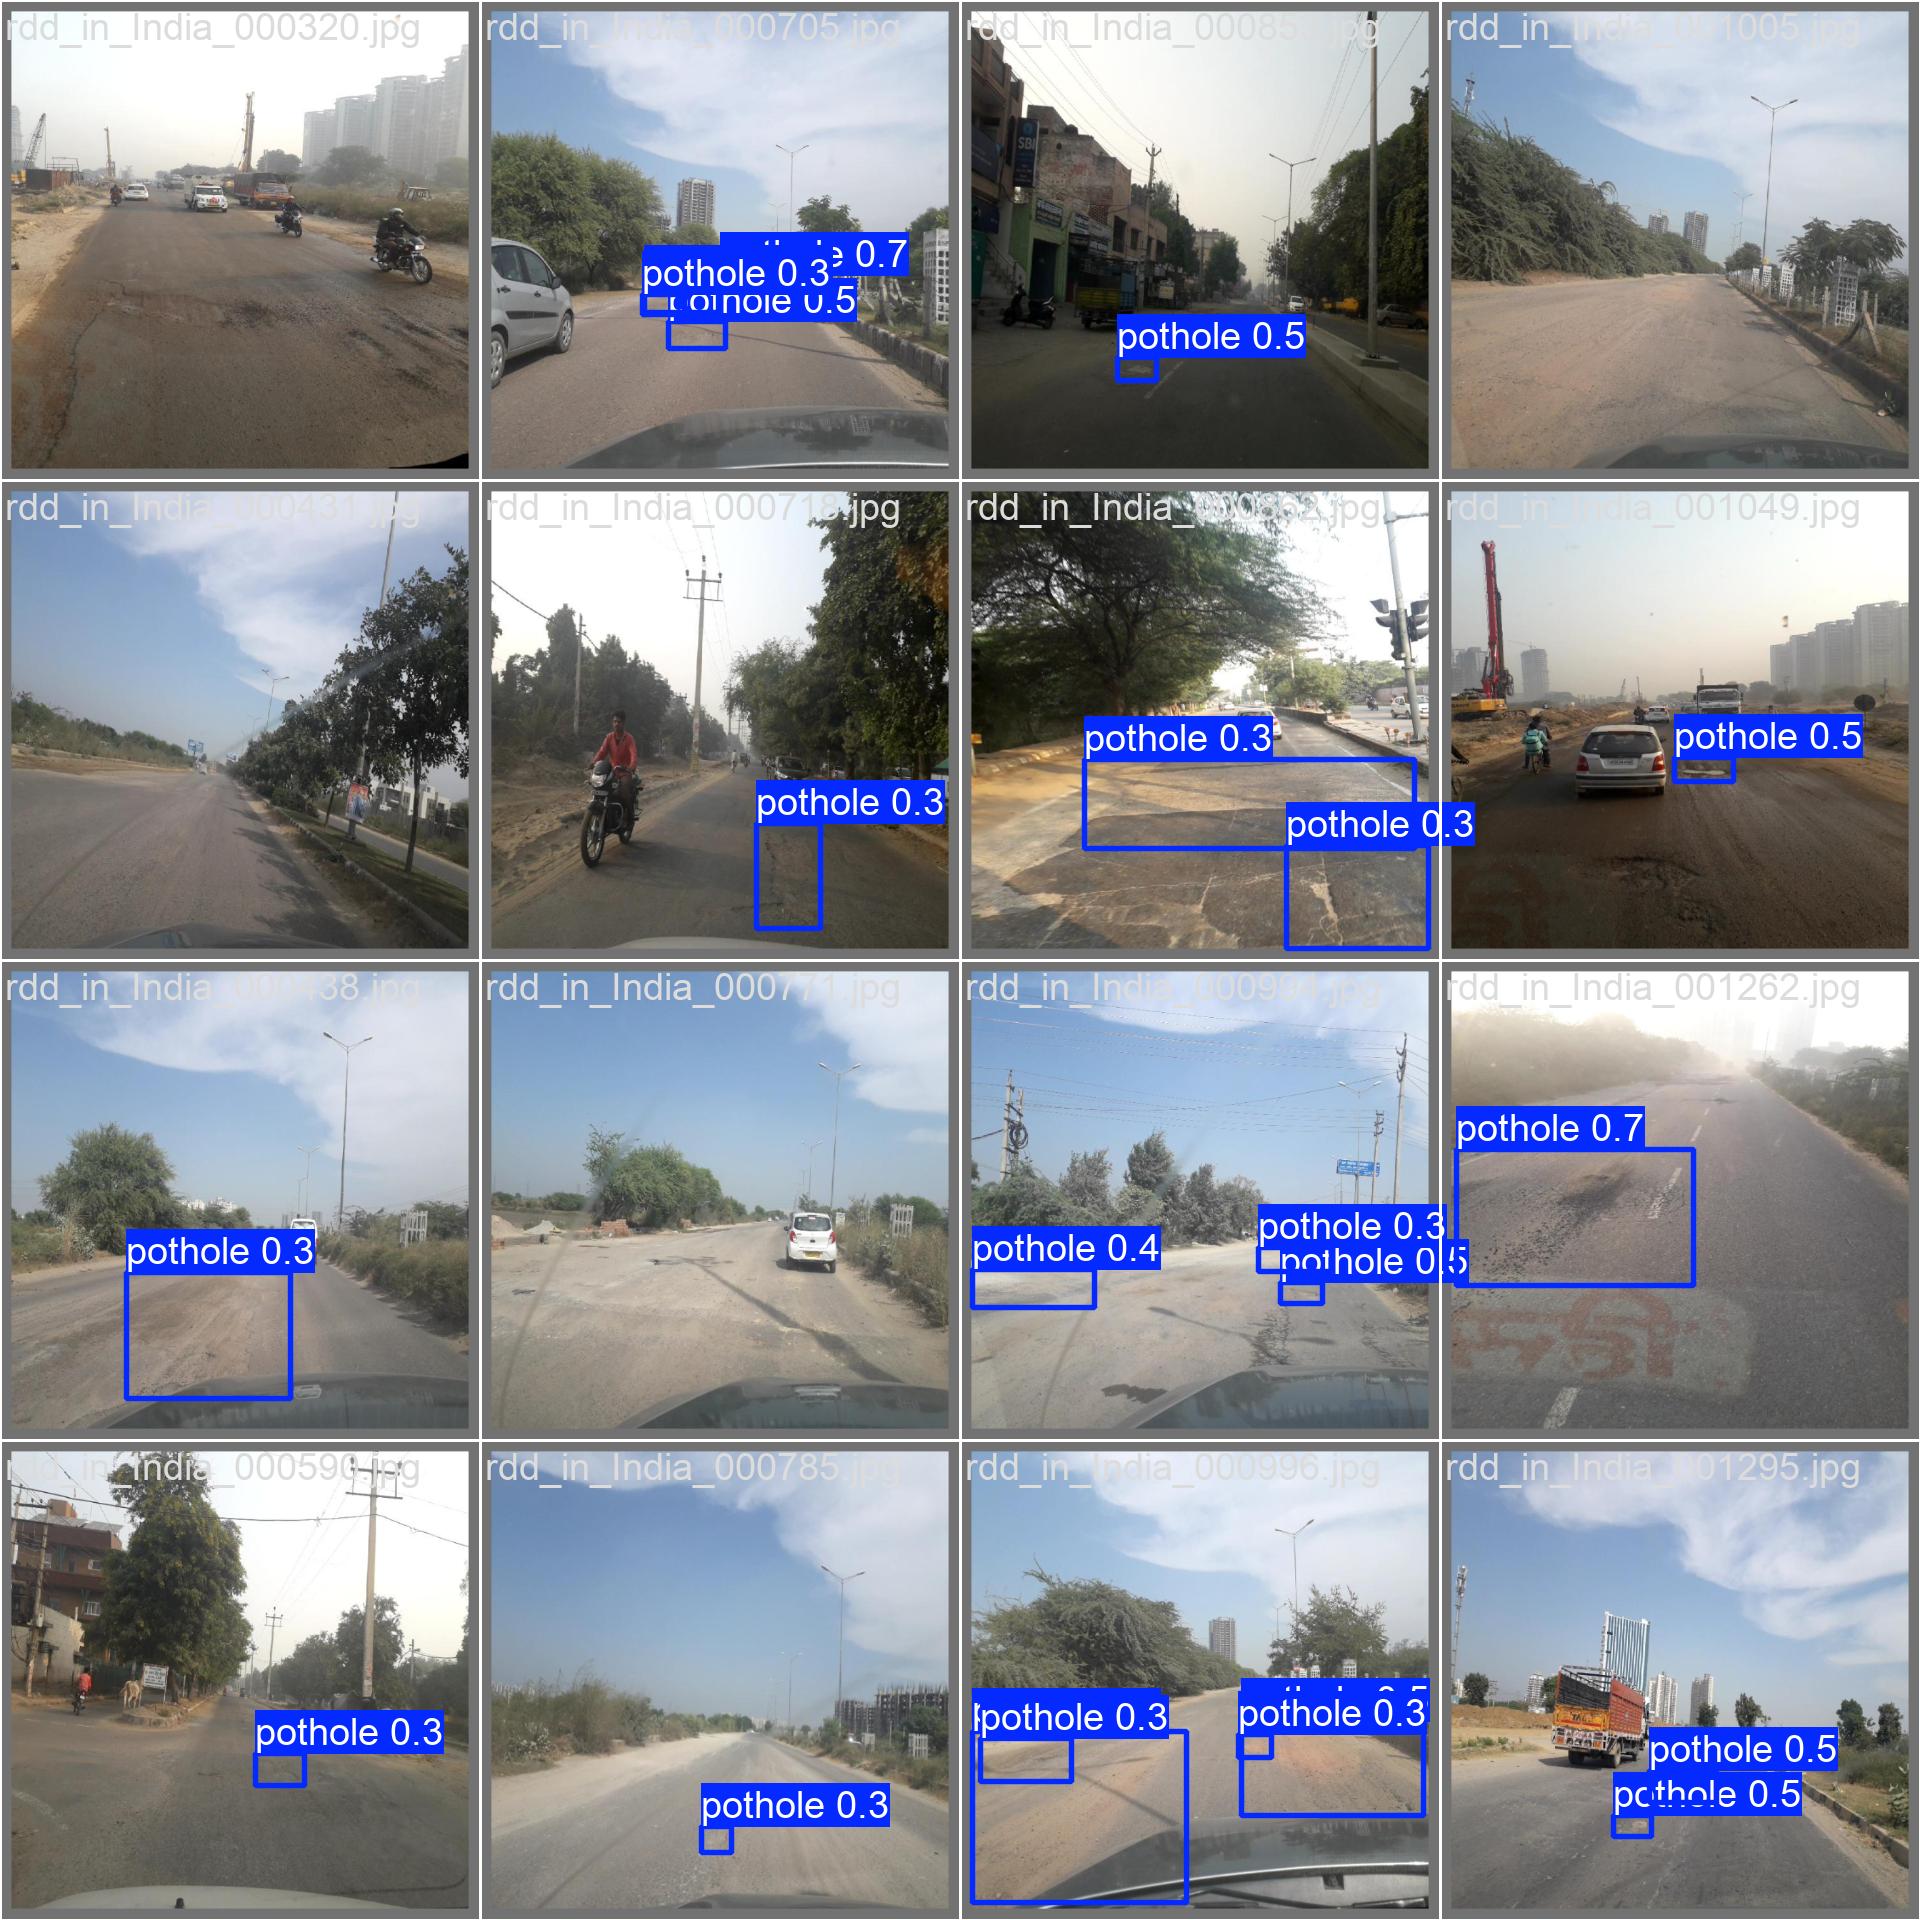 rdd_in_India_000320.jpg
rdd_in_India_000705.jpg
rdd_in_India_001005.jpg
SBI
0.7
pothole 0.3
pothole 0.5
pothole 0.5
rdd_in_India_000431.jpg
rdd_in_India_000718.jpg
rdd_in_India_000862.jpg
rdd_in_India_001049.jpg
pothole 0.3
pothole 0.5
pothole 0.3
pothole 0.3
rdd_in_India_000438.jpg
rdd_in_India_000771.jpg
rdd_in_India_000994.jpg
rdd_in_India_001262.jpg
pothole 0.7
pothole 0.3
pothole 0.4
pothole 0.5
pothole 0.3
rdd_in_India_000590.jpg
rdd_in_India_000785.jpg
rdd_in_India_000996.jpg
rdd_in_India_001295.jpg
pothole 0.3
pothole 0.3
pothole 0.3
pothole 0.5
pothole 0.5
pothole 0.3